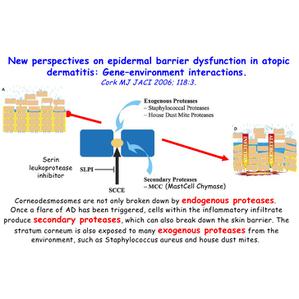 New perspectives on epidermal barrier dysfunction in atopic
dermatitis: Gene-environment interactions.
Cork MJ JACI 2006; 118:3.
A
Exogenous Proteases
- Staphylococcal Proteases
- House Dust Mite Proteases
D
Serin
leukoprotease
inhibitor
SLPI
Secondary Proteases
- MCC (MastCell Chymase)
SCCE
Corneodesmosomes are not only broken down by endogenous proteases.
Once a flare of AD has been triggered, cells within the inflammatory infiltrate
produce secondary proteases, which can also break down the skin barrier. The
stratum corneum is also exposed to many exogenous proteases from the
environment, such as Staphylococcus aureus and house dust mites.